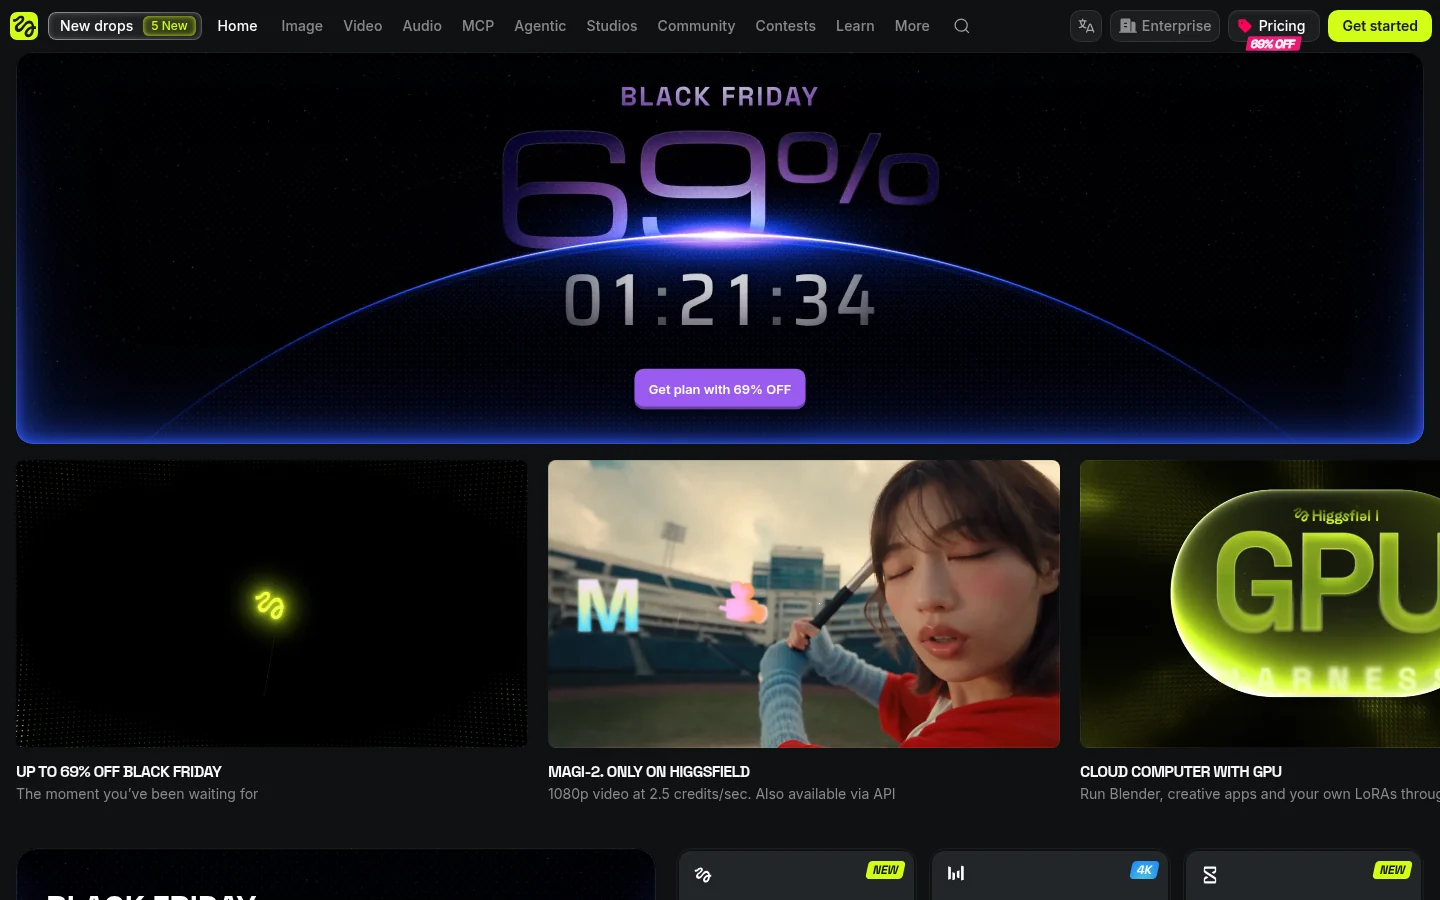 New drops 5 New Home Image Video Audio MCP Agentic Studios Community Contests Learn More Enterprise Pricing Get started
69% OFF
BLACK FRIDAY
69%
01:21:34
Get plan with 69% OFF
M
Higgsfiel
GPU
HARNESS
UP TO 69% OFF BLACK FRIDAY
The moment you've been waiting for
MAGI-2. ONLY ON HIGGSFIELD
1080p video at 2.5 credits/sec. Also available via API
CLOUD COMPUTER WITH GPU
Run Blender, creative apps and your own LoRAs throug
NEW
4K
NEW
BLACK FRIDAY